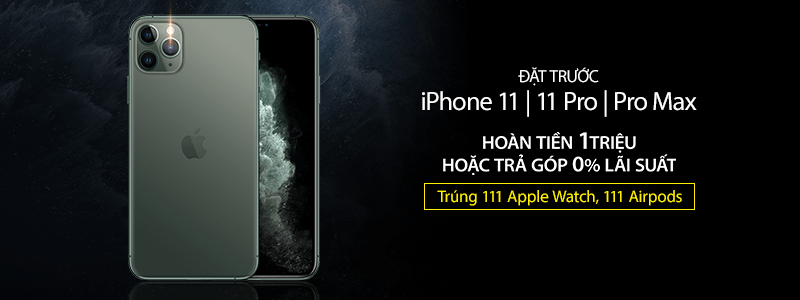 ĐẶT TRƯỚC
iPhone 11 | 11 Pro | Pro Max
HOÀN TIỀN 1TRIỆU
HOẶC TRẢ GÓP 0% LÃI SUẤT
Trúng 111 Apple Watch, 111 Airpods